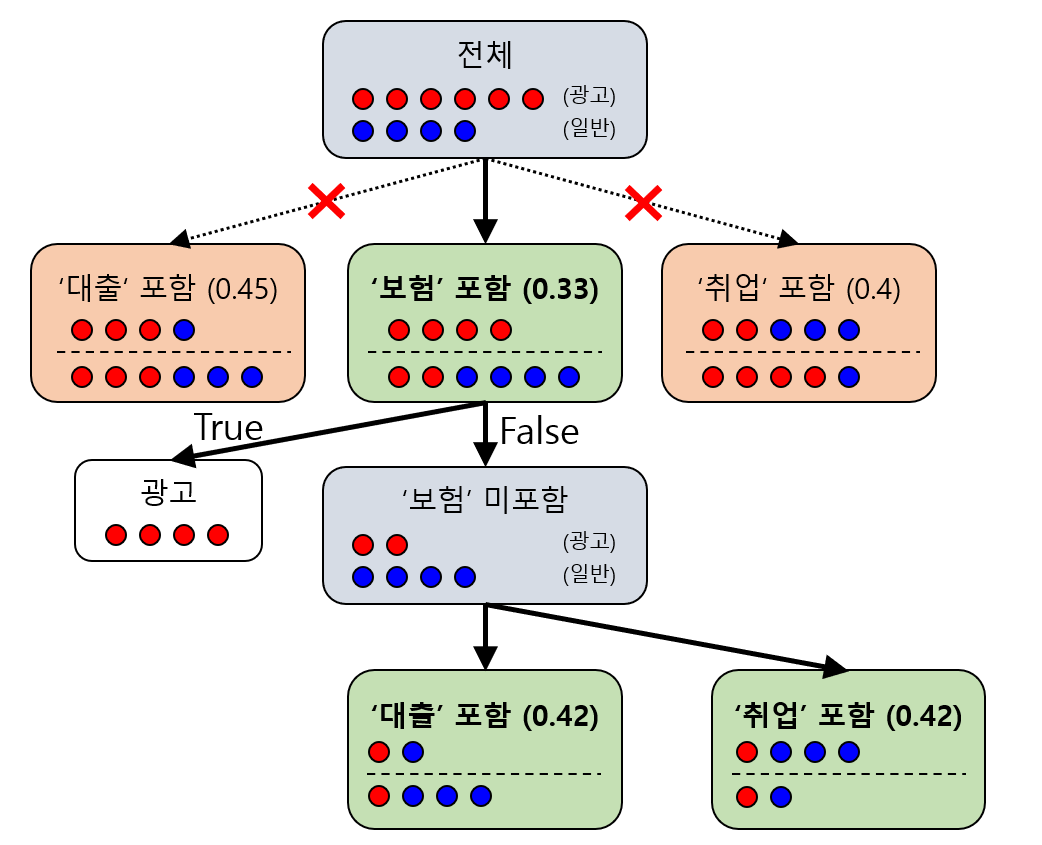 전체
(광고)
(일반)
‘대출’ 포함 (0.45)
‘보험’ 포함 (0.33)
‘취업’ 포함 (0.4)
True
False
광고
‘보험’ 미포함
(광고)
(일반)
‘대출’ 포함 (0.42)
‘취업’ 포함 (0.42)